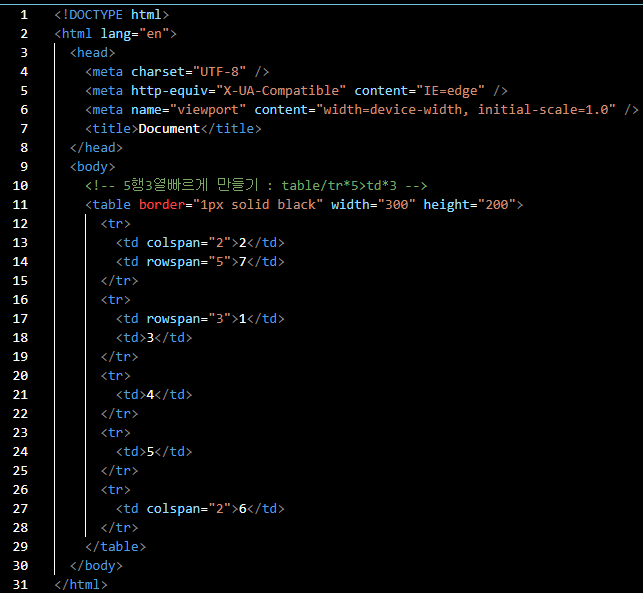 1 <!DOCTYPE html>
2 <html lang="en">
3   <head>
4     <meta charset="UTF-8" />
5     <meta http-equiv="X-UA-Compatible" content="IE=edge" />
6     <meta name="viewport" content="width=device-width, initial-scale=1.0" />
7     <title>Document</title>
8   </head>
9   <body>
10     <!-- 5행3열빠르게 만들기 : table/tr*5>td*3 -->
11     <table border="1px solid black" width="300" height="200">
12       <tr>
13         <td colspan="2">2</td>
14         <td rowspan="5">7</td>
15       </tr>
16       <tr>
17         <td rowspan="3">1</td>
18         <td>3</td>
19       </tr>
20       <tr>
21         <td>4</td>
22       </tr>
23       <tr>
24         <td>5</td>
25       </tr>
26       <tr>
27         <td colspan="2">6</td>
28       </tr>
29     </table>
30   </body>
31 </html>